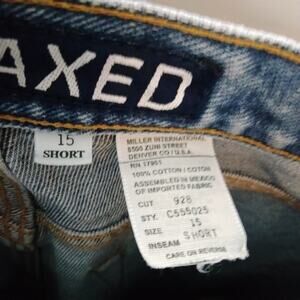 AXED
15
SHORT
MILLER INTERNATIONAL
8500 ZUNI STREET
DENVER CO / U.S.A.
RN 17951
100% COTTON / COTON
ASSEMBLED IN MEXICO
OF IMPORTED FABRIC
CUT 928
STY. C555025
SIZE 15
INSEAM SHORT
CARE ON REVERSE